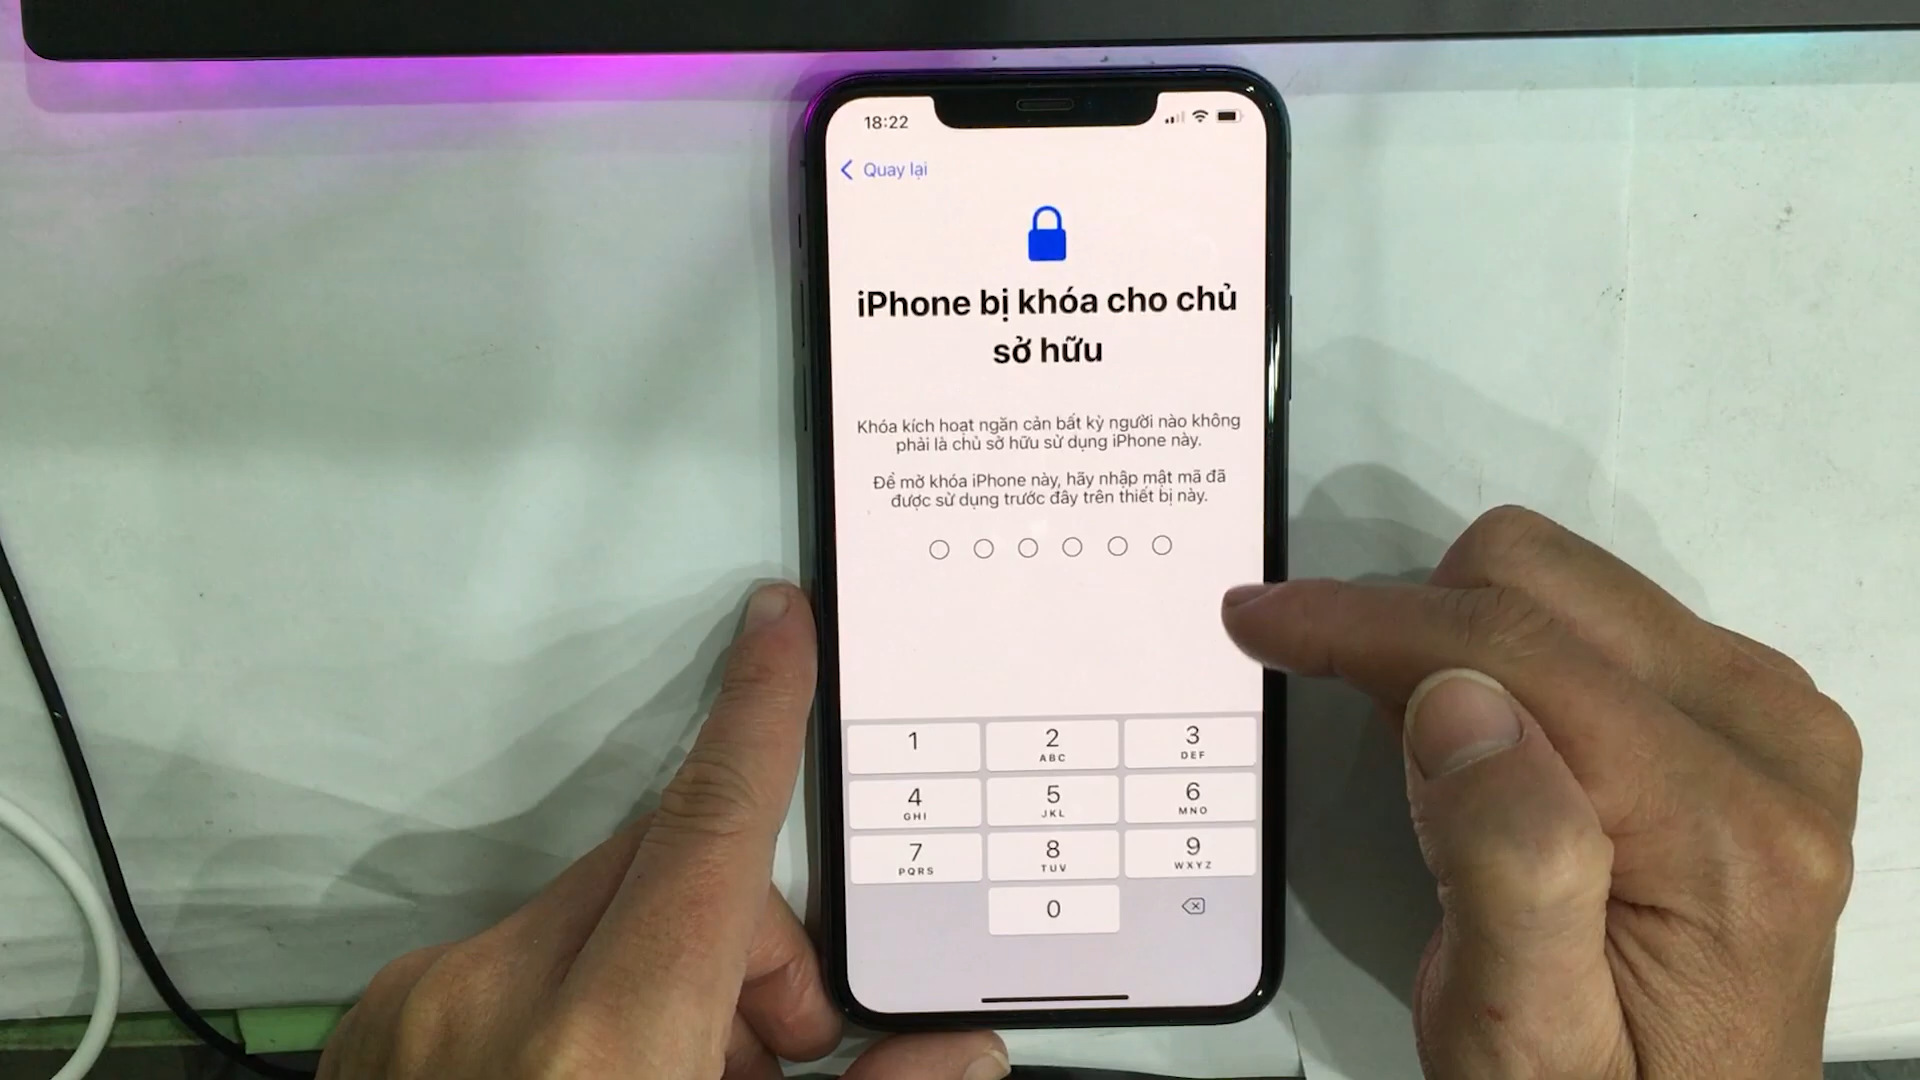 18:22
Quay lại
iPhone bị khóa cho chủ
sở hữu
Khóa kích hoạt ngăn cản bất kỳ người nào không
phải là chủ sở hữu sử dụng iPhone này.
Để mở khóa iPhone này, hãy nhập mật mã đã
được sử dụng trước đây trên thiết bị này.
1
2
ABC
3
DEF
4
GHI
5
JKL
6
MNO
7
PQRS
8
TUV
9
WXYZ
0